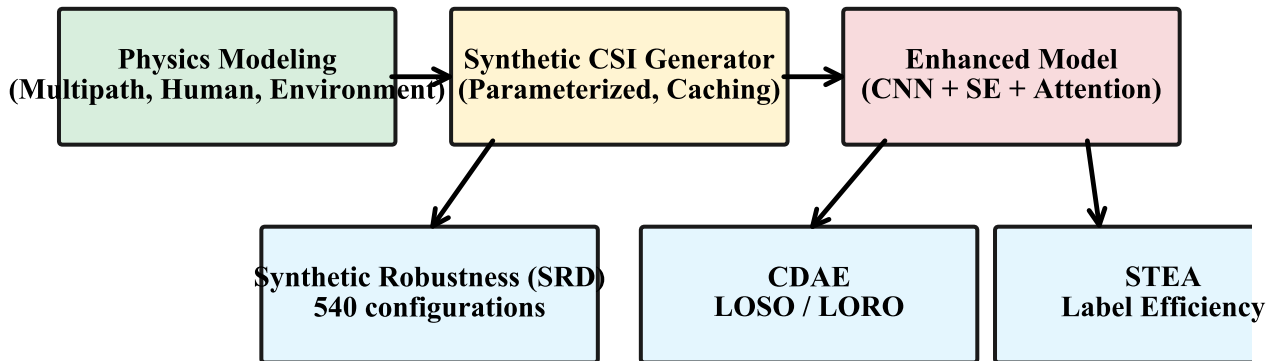 Physics Modeling
(Multipath, Human, Environment)
Synthetic CSI Generator
(Parameterized, Caching)
Enhanced Model
(CNN + SE + Attention)
Synthetic Robustness (SRD)
540 configurations
CDAE
LOSO / LORO
STEA
Label Efficiency